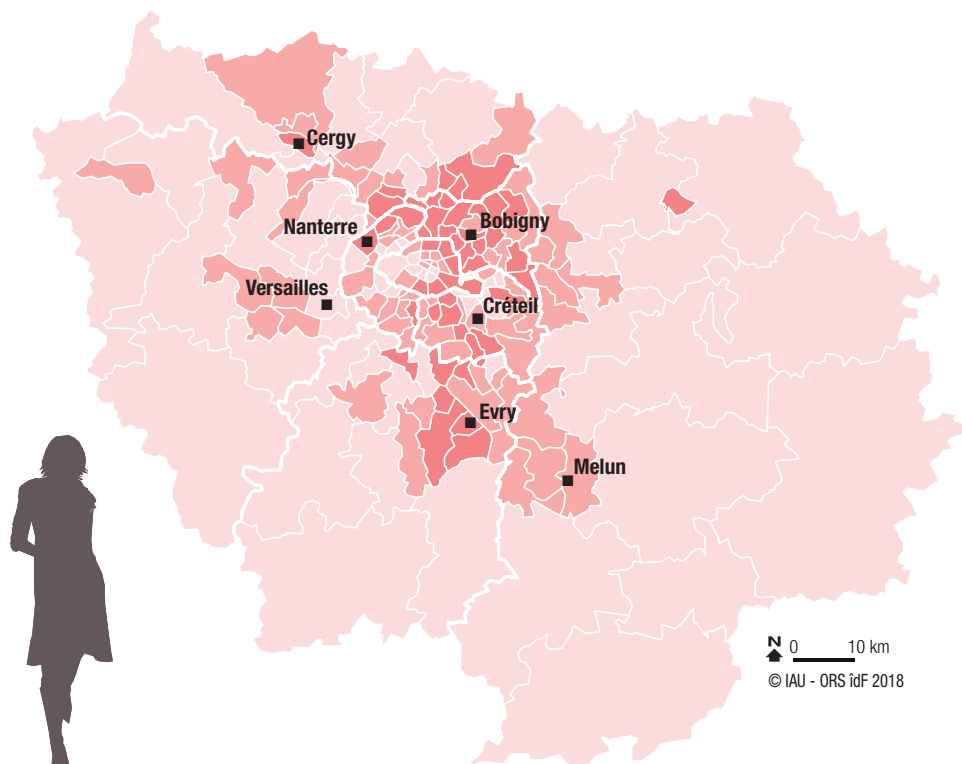 Cergy
Nanterre
Bobigny
Versailles
Créteil
Evry
Melun
N
0 10 km
© IAU - ORS îdF 2018